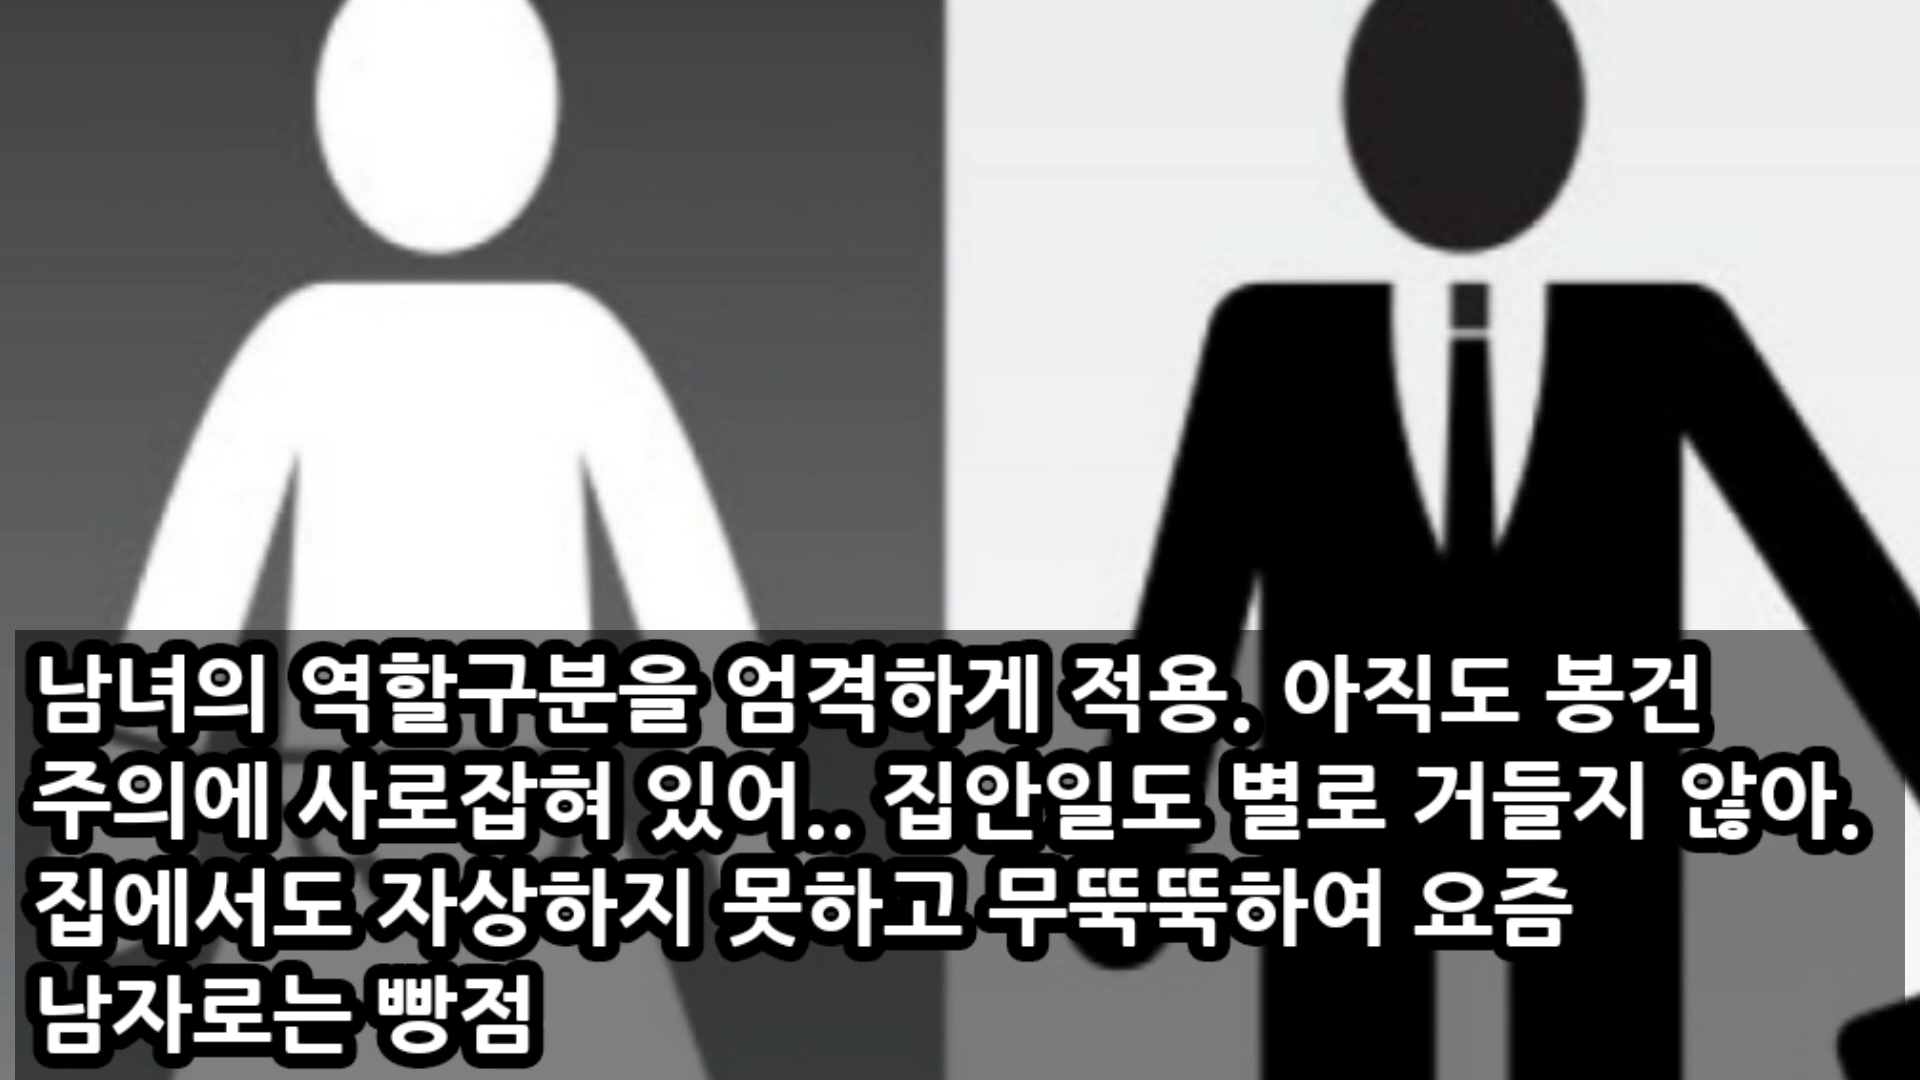 남녀의 역할구분을 엄격하게 적용. 아직도 봉건
주의에 사로잡혀 있어.. 집안일도 별로 거들지 않아.
집에서도 자상하지 못하고 무뚝뚝하여 요즘
남자로는 빵점